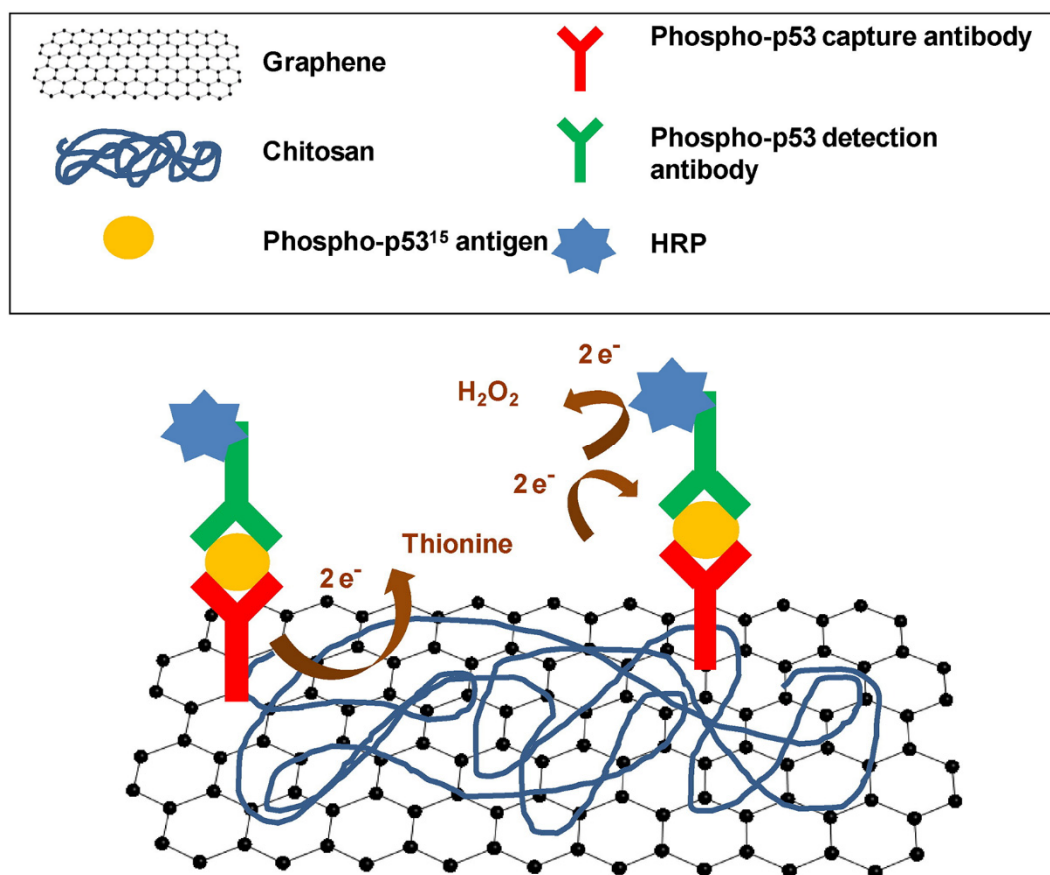 Graphene
Chitosan
Phospho-p53¹⁵ antigen
Phospho-p53 capture antibody
Phospho-p53 detection
antibody
HRP
2 e⁻
H₂O₂
2 e⁻
Thionine
2 e⁻